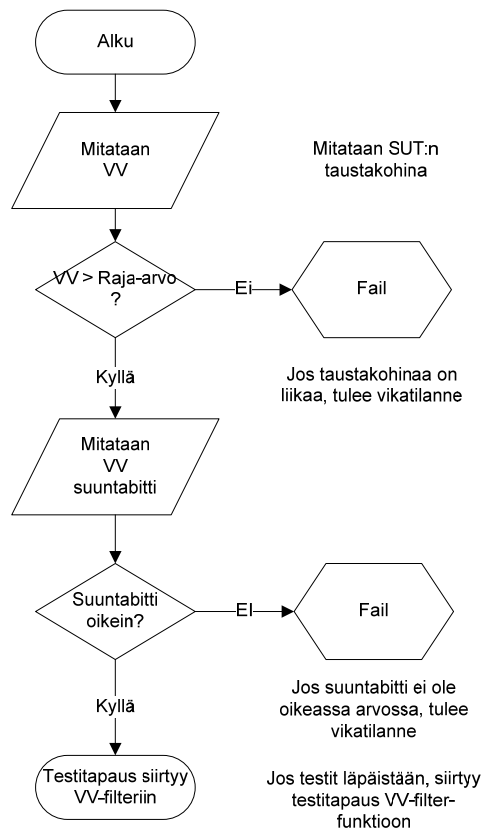 Alku
Mitataan
VV
Mitataan SUT:n
taustakohina
VV > Raja-arvo
?
Ei
Fail
Kyllä
Jos taustakohinaa on
liikaa, tulee vikatilanne
Mitataan
VV
suuntabitti
Suuntabitti
oikein?
EI
Fail
Kyllä
Jos suuntabitti ei ole
oikeassa arvossa, tulee
vikatilanne
Testitapaus siirtyy
VV-filteriin
Jos testit läpäistään, siirtyy
testitapaus VV-filter-
funktioon